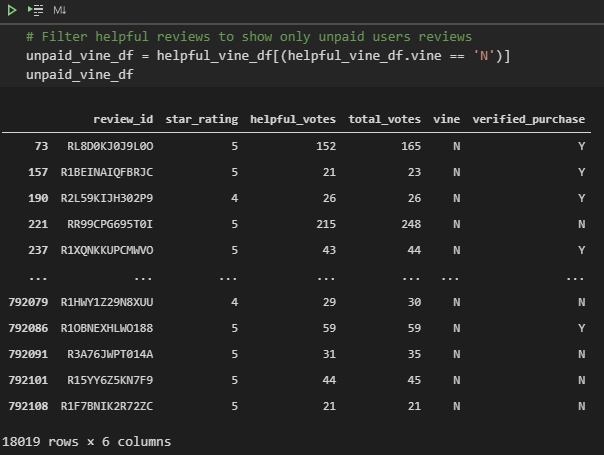 M↓
# Filter helpful reviews to show only unpaid users reviews
unpaid_vine_df = helpful_vine_df[(helpful_vine_df.vine == 'N')]
unpaid_vine_df
review_id star_rating helpful_votes total_votes vine verified_purchase
73 RL8D0KJ0J9L0O 5 152 165 N Y
157 R1BEINAIQFBRJC 5 21 23 N Y
190 R2L59KIJH302P9 4 26 26 N Y
221 RR99CPG695T0I 5 215 248 N N
237 R1XQNKKUPCMWVO 5 43 44 N Y
... ... ... ... ... ... ...
792079 R1HWY1Z29N8XUU 4 29 30 N N
792086 R1OBNEXHLWO188 5 59 59 N Y
792091 R3A76JWPT014A 5 31 35 N N
792101 R15YY6Z5KN7F9 5 44 45 N N
792108 R1F7BNIK2R72ZC 5 21 21 N N
18019 rows × 6 columns